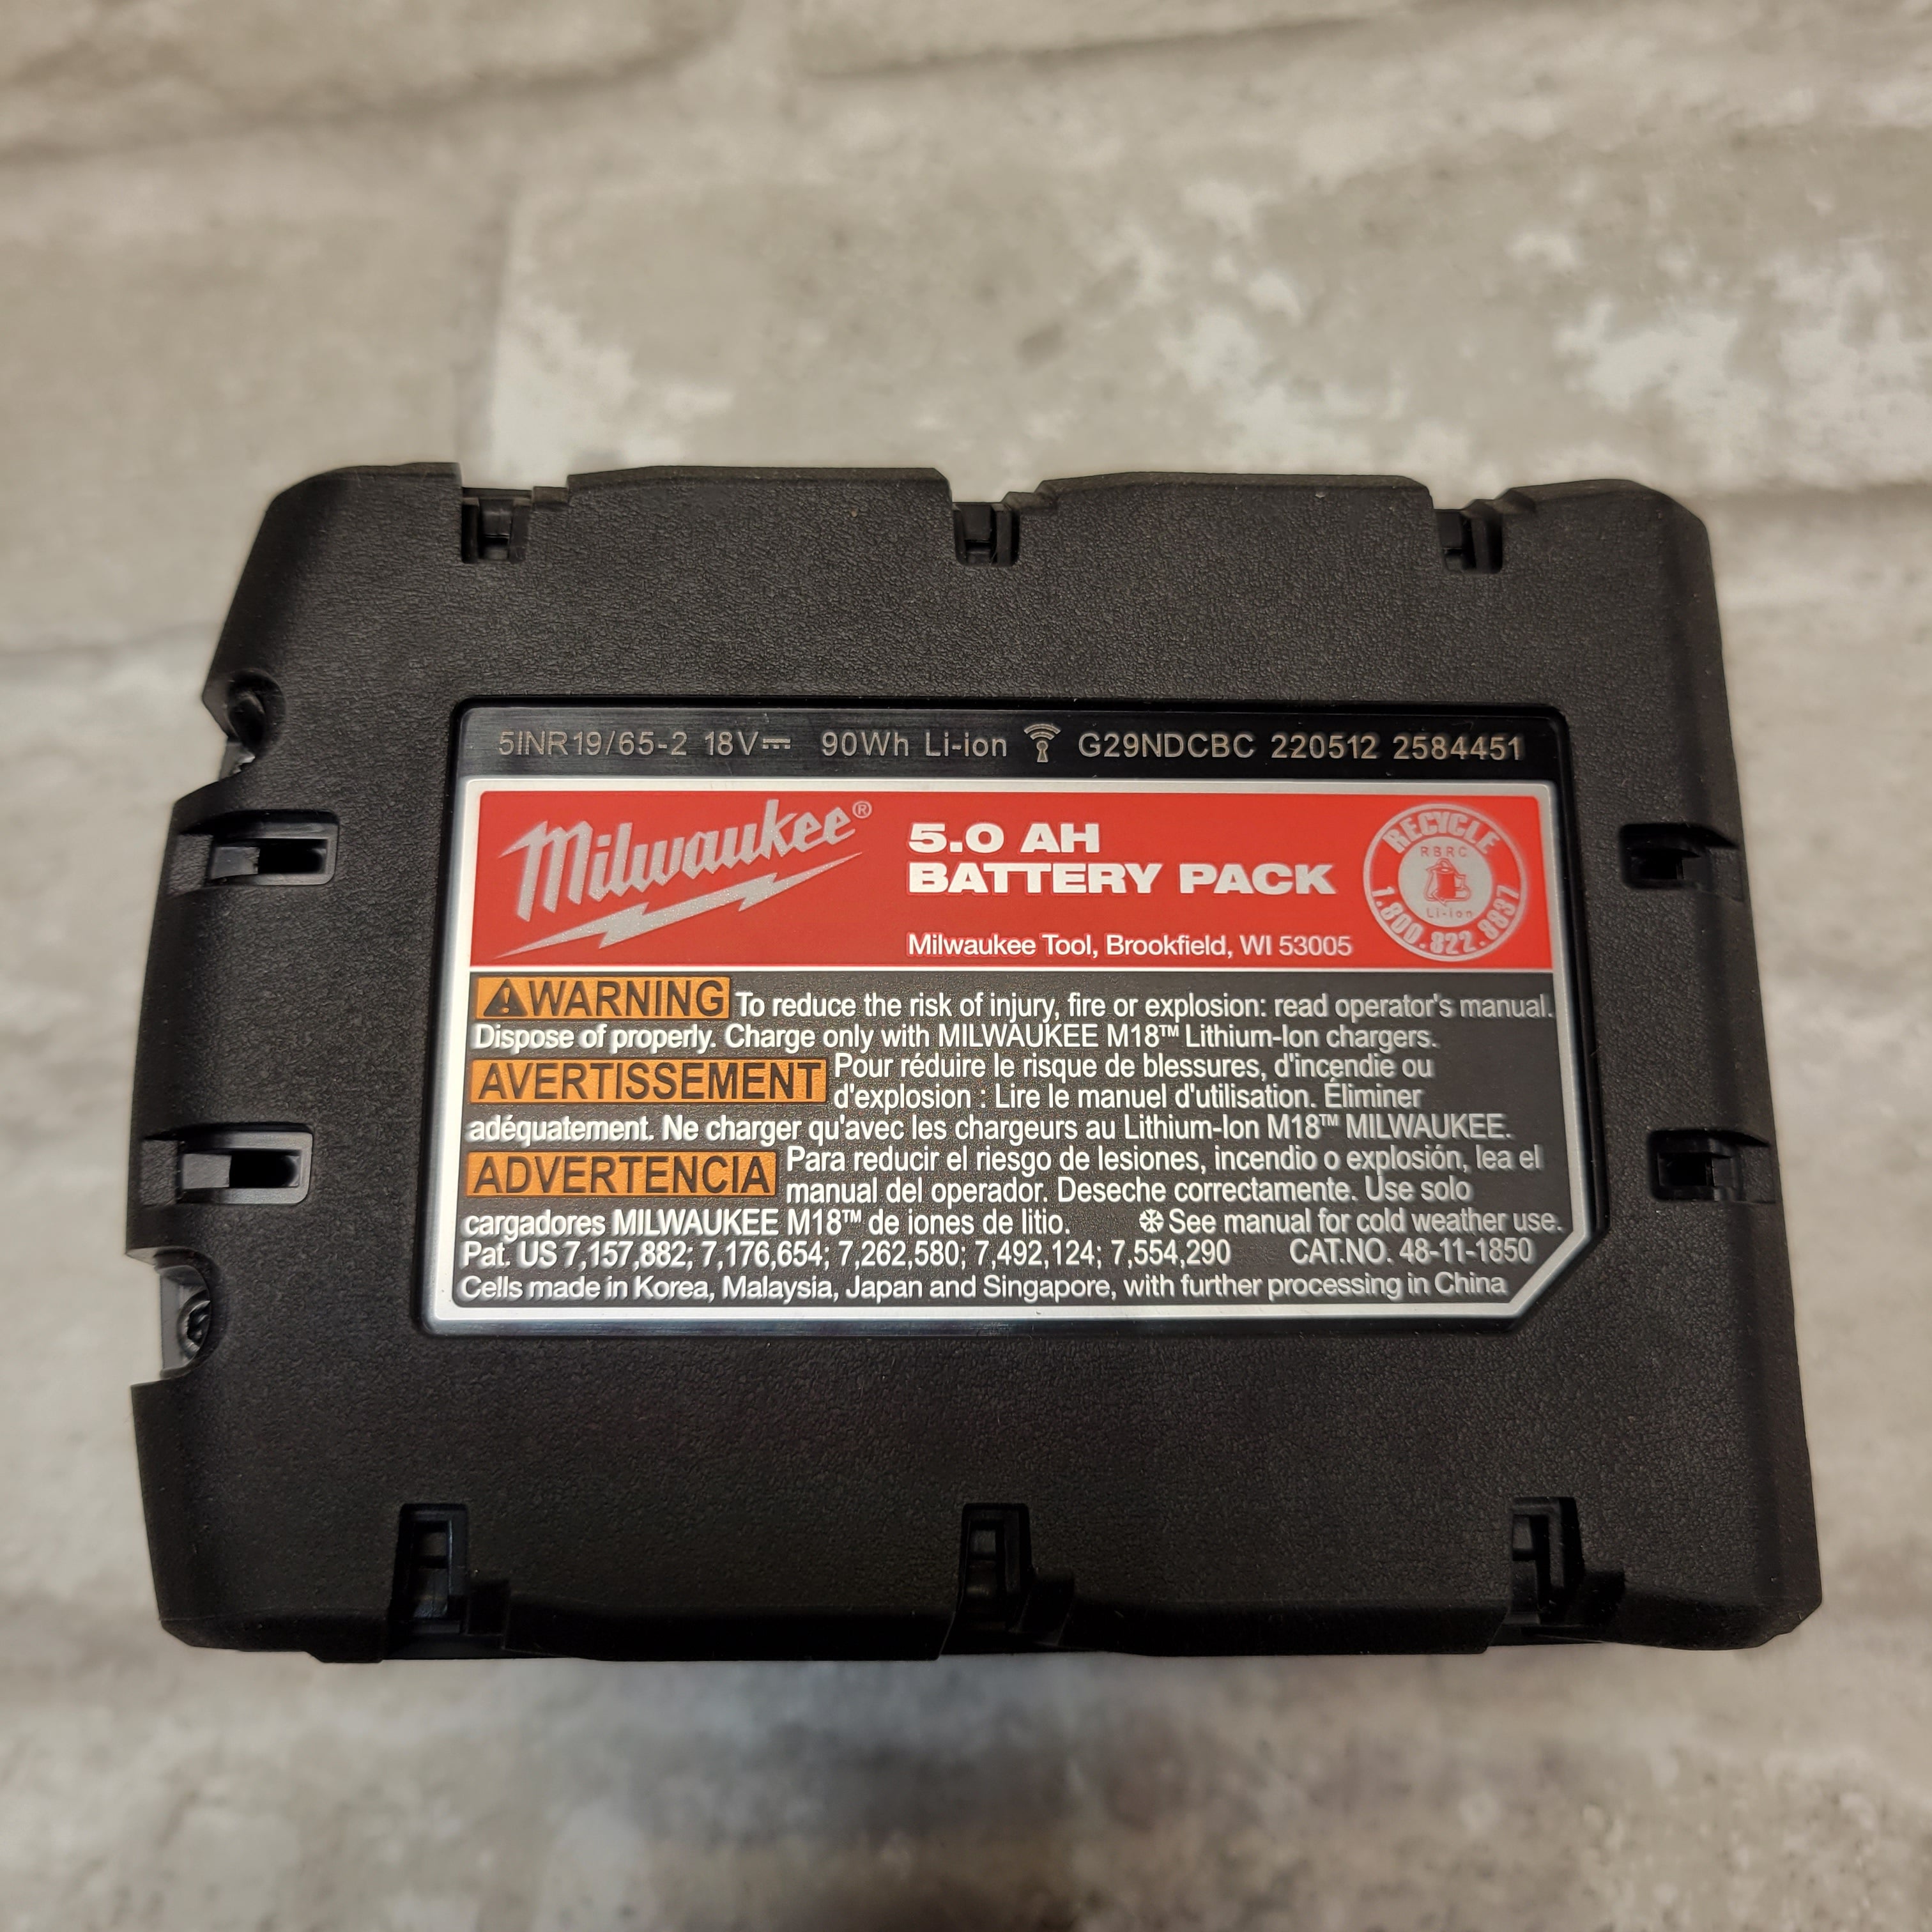 5INR19/65-2 18V⎓ 90Wh Li-ion G29NDCBC 220512 2584451
Milwaukee®
5.0 AH
BATTERY PACK
Milwaukee Tool, Brookfield, WI 53005
RECYCLE
RBRC
Li-ion
1.800.822.8837
⚠WARNING To reduce the risk of injury, fire or explosion: read operator's manual.
Dispose of properly. Charge only with MILWAUKEE M18™ Lithium-Ion chargers.
AVERTISSEMENT Pour réduire le risque de blessures, d'incendie ou
d'explosion : Lire le manuel d'utilisation. Éliminer
adéquatement. Ne charger qu'avec les chargeurs au Lithium-Ion M18™ MILWAUKEE.
ADVERTENCIA Para reducir el riesgo de lesiones, incendio o explosión, lea el
manual del operador. Deseche correctamente. Use solo
cargadores MILWAUKEE M18™ de iones de litio. ❄See manual for cold weather use.
Pat. US 7,157,882; 7,176,654; 7,262,580; 7,492,124; 7,554,290 CAT.NO. 48-11-1850
Cells made in Korea, Malaysia, Japan and Singapore, with further processing in China